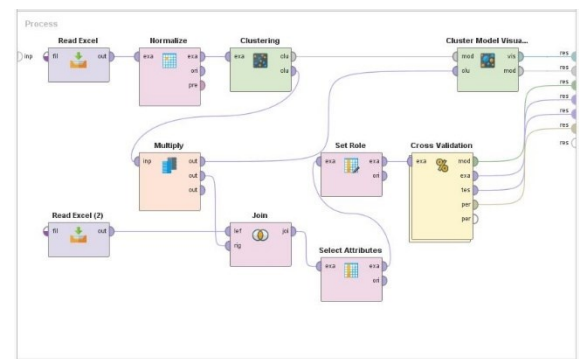 Process
Read Excel
Normalize
Clustering
Cluster Model Visua...
inp
fil
out
exa
exa
ori
pre
exa
clu
clu
mod
clu
vis
mod
res
res
res
res
res
res
Multiply
Set Role
Cross Validation
inp
out
out
out
exa
exa
ori
exa
mod
exa
tes
per
per
Read Excel (2)
Join
Select Attributes
fil
out
lef
rig
joi
exa
exa
ori